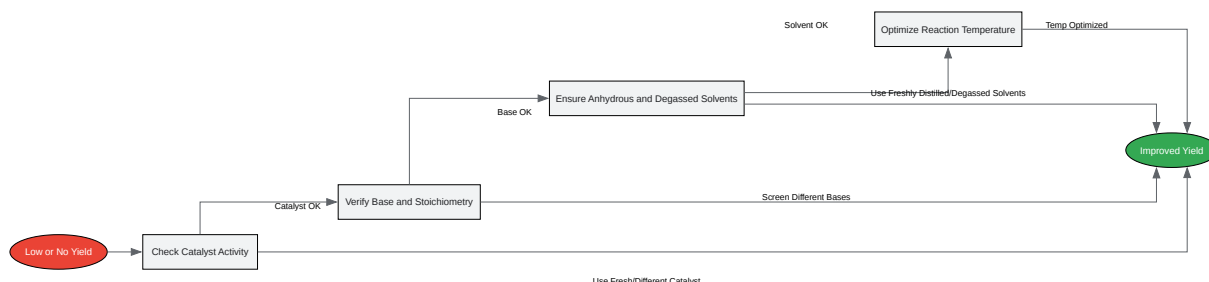 Solvent OK
Optimize Reaction Temperature
Temp Optimized
Ensure Anhydrous and Degassed Solvents
Use Freshly Distilled/Degassed Solvents
Base OK
Improved Yield
Catalyst OK
Verify Base and Stoichiometry
Screen Different Bases
Low or No Yield
Check Catalyst Activity
Use Fresh/Different Catalyst